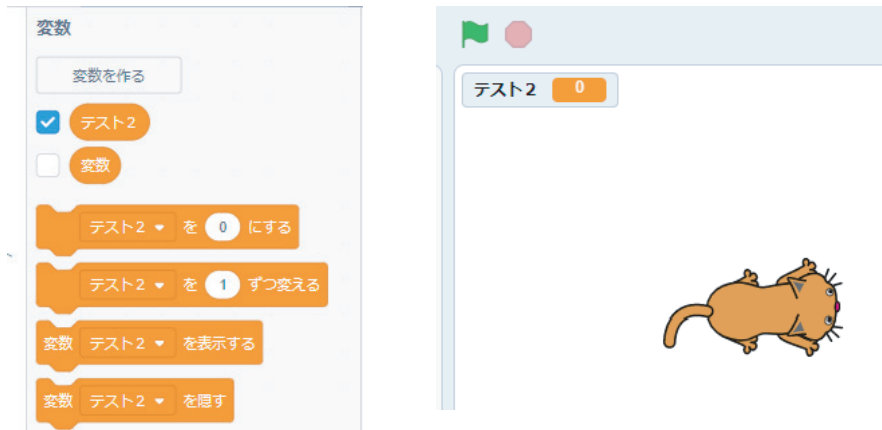 変数
変数を作る
テスト2
変数
テスト2 を 0 にする
テスト2 を 1 ずつ変える
変数 テスト2 を表示する
変数 テスト2 を隠す
テスト2 0